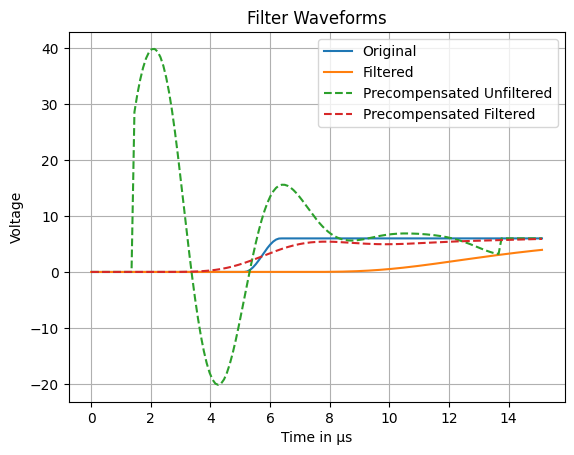 Filter Waveforms
Original
Filtered
Precompensated Unfiltered
Precompensated Filtered
Voltage
40
30
20
10
0
−10
−20
0 2 4 6 8 10 12 14
Time in μs